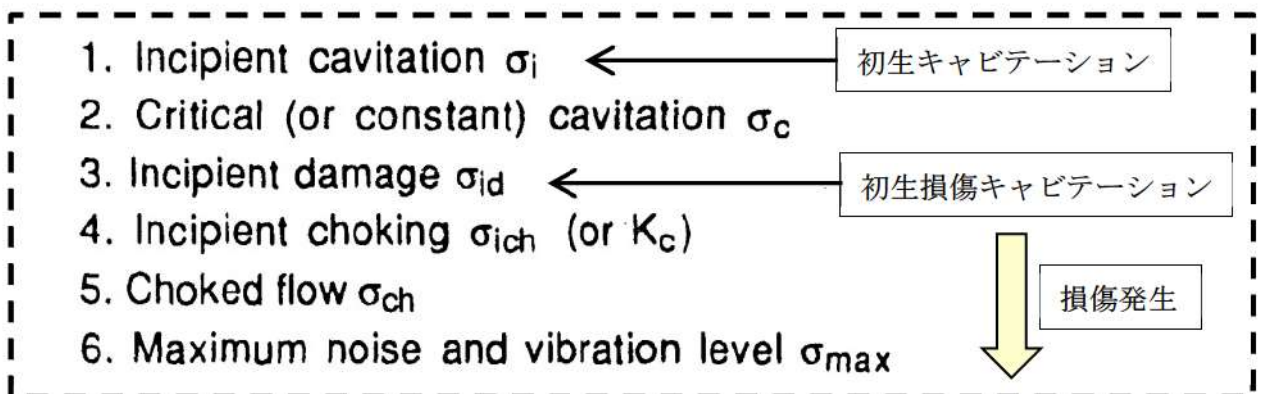 1. Incipient cavitation σi
初生キャビテーション
2. Critical (or constant) cavitation σc
3. Incipient damage σid
初生損傷キャビテーション
4. Incipient choking σich (or Kc)
5. Choked flow σch
損傷発生
6. Maximum noise and vibration level σmax